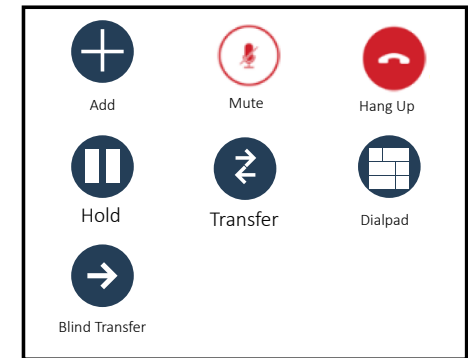 Add
Mute
Hang Up
Hold
Transfer
Dialpad
Blind Transfer